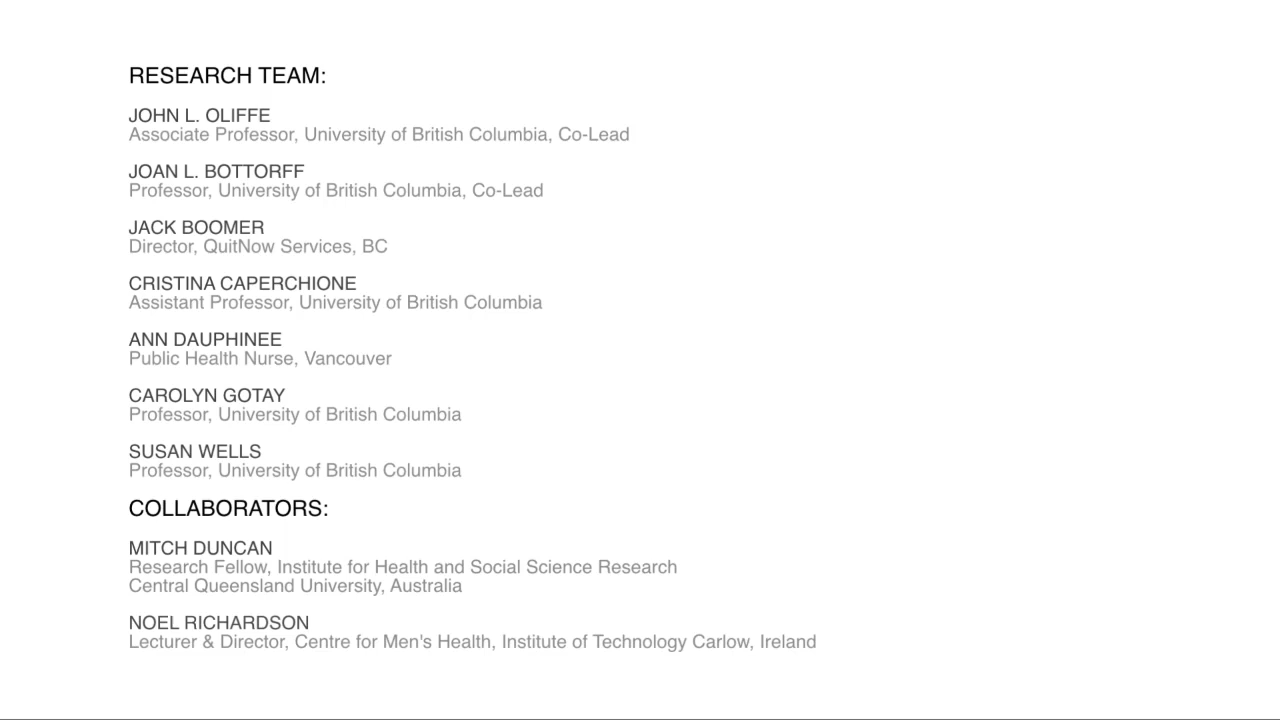 RESEARCH TEAM:
JOHN L. OLIFFE
Associate Professor, University of British Columbia, Co-Lead
JOAN L. BOTTORFF
Professor, University of British Columbia, Co-Lead
JACK BOOMER
Director, QuitNow Services, BC
CRISTINA CAPERCHIONE
Assistant Professor, University of British Columbia
ANN DAUPHINEE
Public Health Nurse, Vancouver
CAROLYN GOTAY
Professor, University of British Columbia
SUSAN WELLS
Professor, University of British Columbia
COLLABORATORS:
MITCH DUNCAN
Research Fellow, Institute for Health and Social Science Research
Central Queensland University, Australia
NOEL RICHARDSON
Lecturer & Director, Centre for Men's Health, Institute of Technology Carlow, Ireland